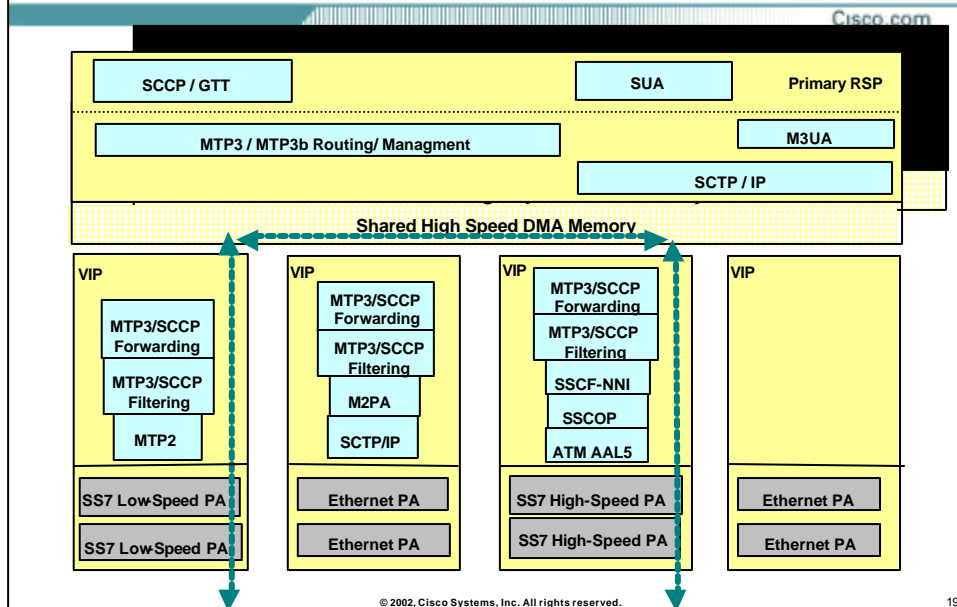 Cisco.com
SCCP / GTT
SUA
Primary RSP
MTP3 / MTP3b Routing/ Managment
M3UA
SCTP / IP
Shared High Speed DMA Memory
VIP
MTP3/SCCP
Forwarding
MTP3/SCCP
Filtering
MTP2
SS7 Low-Speed PA
SS7 Low-Speed PA
VIP
MTP3/SCCP
Forwarding
MTP3/SCCP
Filtering
M2PA
SCTP/IP
Ethernet PA
Ethernet PA
VIP
MTP3/SCCP
Forwarding
MTP3/SCCP
Filtering
SSCF-NNI
SSCOP
ATM AAL5
SS7 High-Speed PA
SS7 High-Speed PA
VIP
Ethernet PA
Ethernet PA
© 2002, Cisco Systems, Inc. All rights reserved.
19